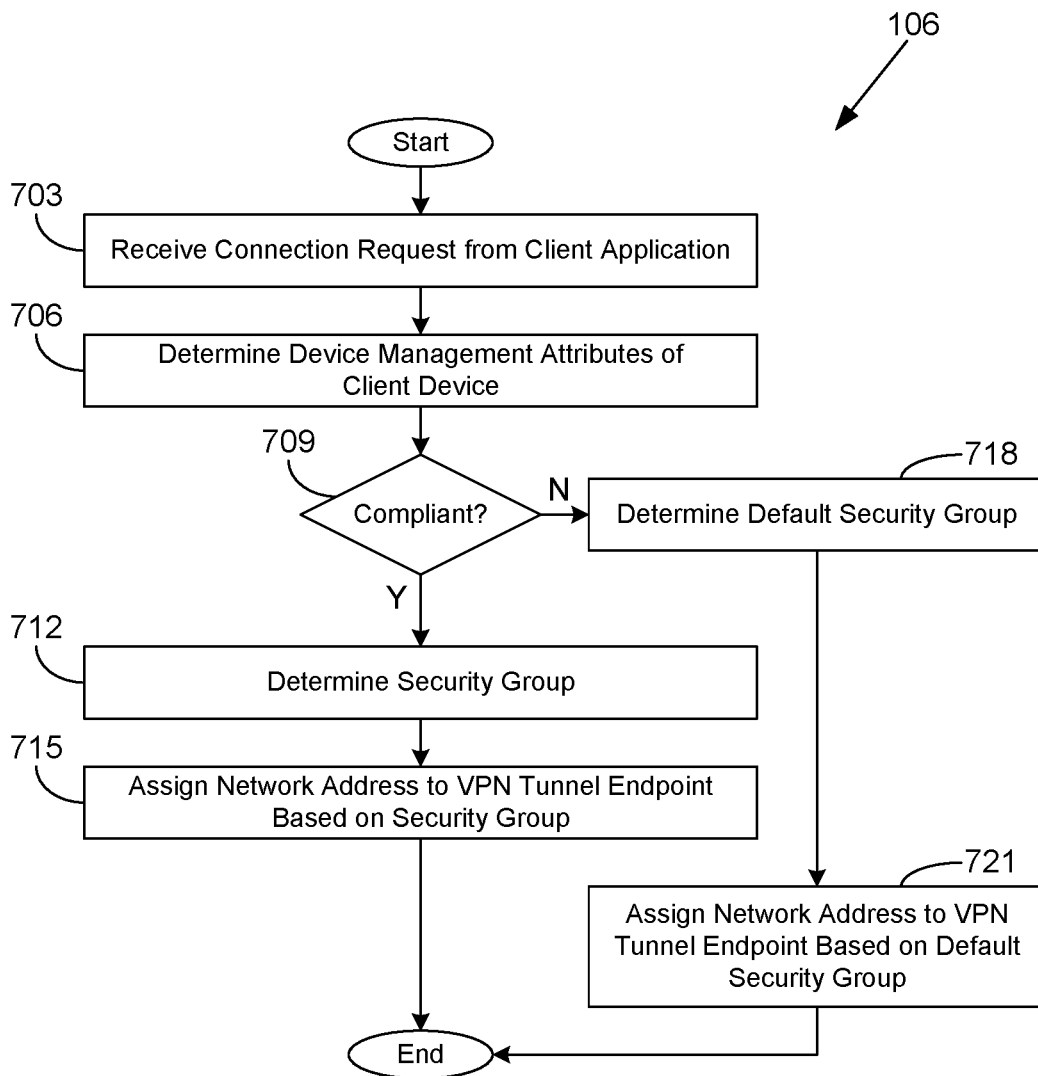 106
Start
703
Receive Connection Request from Client Application
706
Determine Device Management Attributes of
Client Device
709
Compliant?
N
718
Determine Default Security Group
Y
712
Determine Security Group
715
Assign Network Address to VPN Tunnel Endpoint
Based on Security Group
721
Assign Network Address to VPN
Tunnel Endpoint Based on Default
Security Group
End